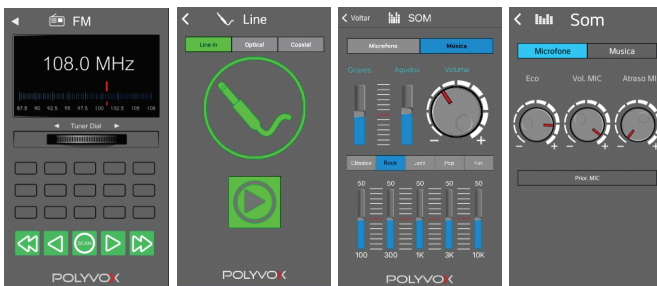 FM
108.0 MHz
87.5 90 92.5 95 97.5 100 102.5 105 108
Tuner Dial
SCAN
POLYVOX
Line
Line in Optical Coaxial
POLYVOX
Voltar SOM
Microfone Música
Graves Agudos Volume
- +
Clássico Rock Jazz Pop Fat
50 50 50 50 50
100 300 1K 3K 10K
POLYVOX
Som
Microfone Musica
Eco Vol. MIC Atraso MI
- + - + -
Prior. MIC